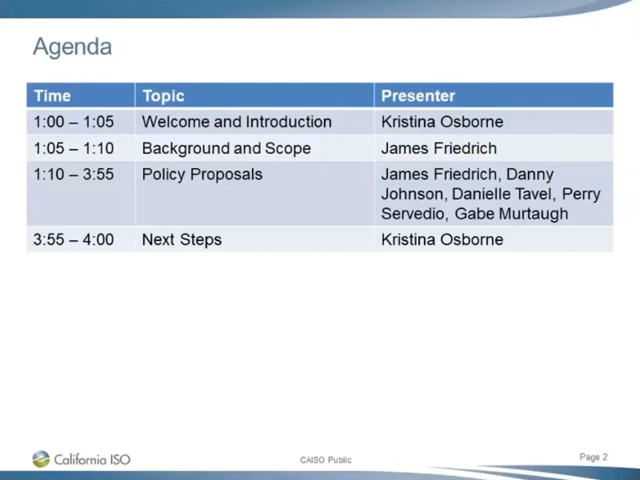 Agenda
Time Topic Presenter
1:00 – 1:05 Welcome and Introduction Kristina Osborne
1:05 – 1:10 Background and Scope James Friedrich
1:10 – 3:55 Policy Proposals James Friedrich, Danny
Johnson, Danielle Tavel, Perry
Servedio, Gabe Murtaugh
3:55 – 4:00 Next Steps Kristina Osborne
California ISO
CAISO Public
Page 2